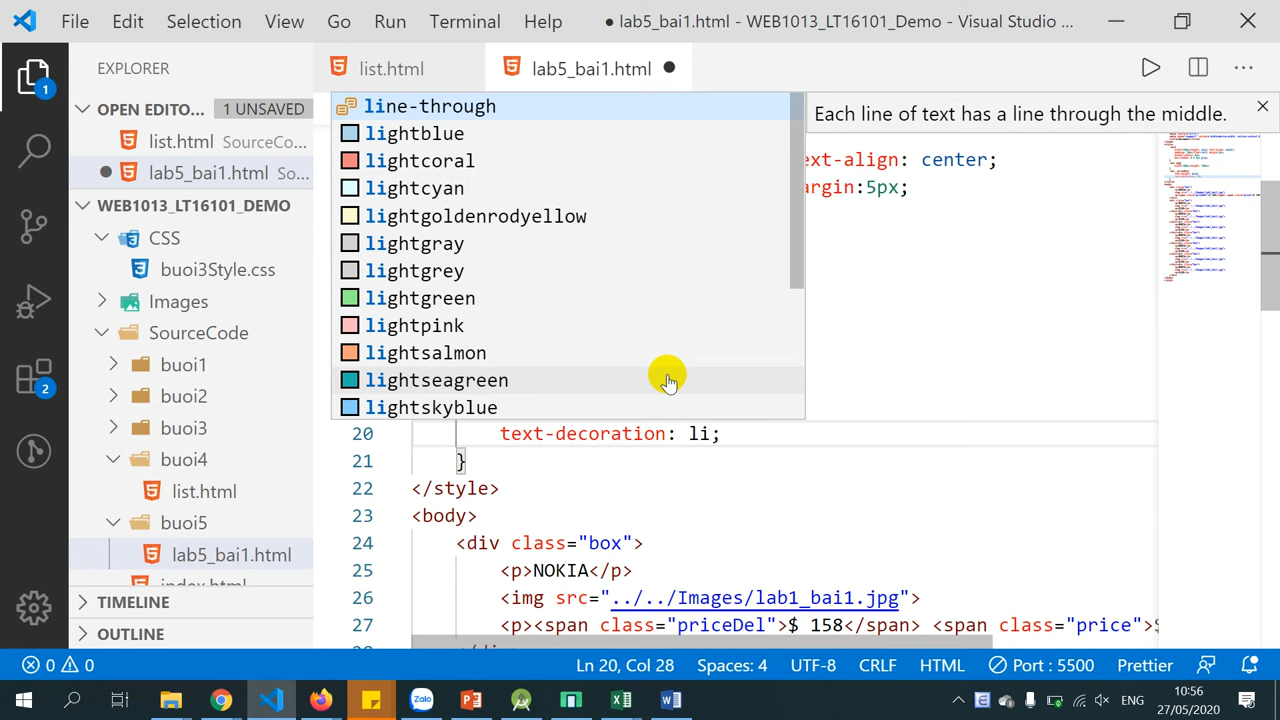 File Edit Selection View Go Run Terminal Help ● lab5_bai1.html - WEB1013_LT16101_Demo - Visual Studio ...
EXPLORER
list.html
lab5_bai1.html ●
OPEN EDITO... 1 UNSAVED
list.html SourceCo...
lab5_bai1.html So...
WEB1013_LT16101_DEMO
CSS
buoi3Style.css
Images
SourceCode
buoi1
buoi2
buoi3
buoi4
list.html
buoi5
lab5_bai1.html
index.html
TIMELINE
OUTLINE
1
2
line-through
lightblue
lightcoral
lightcyan
lightgoldenrodyellow
lightgray
lightgrey
lightgreen
lightpink
lightsalmon
lightseagreen
lightskyblue
Each line of text has a line through the middle.
ext-align: center;
argin:5px;
20 text-decoration: li;
21 }
22 </style>
23 <body>
24 <div class="box">
25 <p>NOKIA</p>
26 <img src="../../Images/lab1_bai1.jpg">
27 <p><span class="priceDel">$ 158</span> <span class="price">$
0 0 Ln 20, Col 28 Spaces: 4 UTF-8 CRLF HTML Port : 5500 Prettier
ENG
10:56
27/05/2020